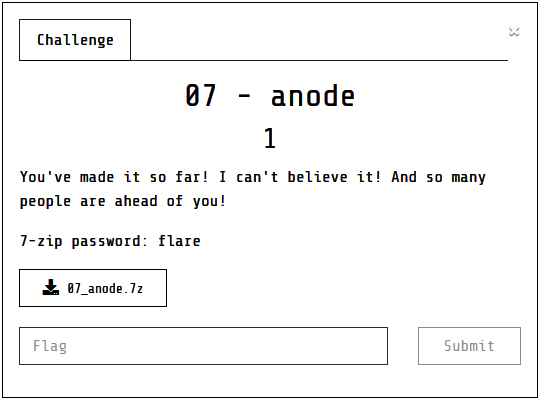 Challenge
07 - anode
1
You've made it so far! I can't believe it! And so many
people are ahead of you!
7-zip password: flare
07_anode.7z
Flag
Submit